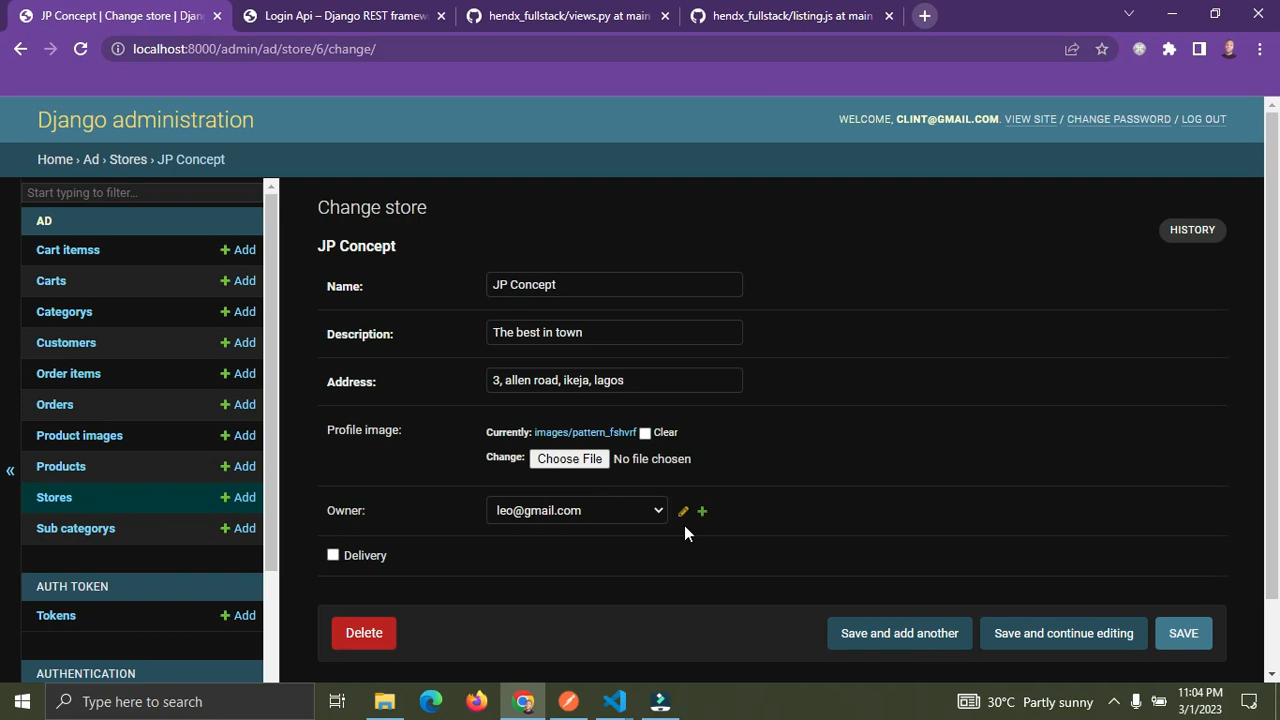 JP Concept | Change store | Djan
Login Api – Django REST framew
hendx_fullstack/views.py at main
hendx_fullstack/listing.js at main
localhost:8000/admin/ad/store/6/change/
Django administration
WELCOME, CLINT@GMAIL.COM. VIEW SITE / CHANGE PASSWORD / LOG OUT
Home › Ad › Stores › JP Concept
Start typing to filter...
AD
Cart itemss + Add
Carts + Add
Categorys + Add
Customers + Add
Order items + Add
Orders + Add
Product images + Add
Products + Add
Stores + Add
Sub categorys + Add
AUTH TOKEN
Tokens + Add
AUTHENTICATION
«
Change store
HISTORY
JP Concept
Name: JP Concept
Description: The best in town
Address: 3, allen road, ikeja, lagos
Profile image: Currently: images/pattern_fshvrf Clear
Change: Choose File No file chosen
Owner: leo@gmail.com
Delivery
Delete Save and add another Save and continue editing SAVE
Type here to search
30°C Partly sunny
11:04 PM
3/1/2023